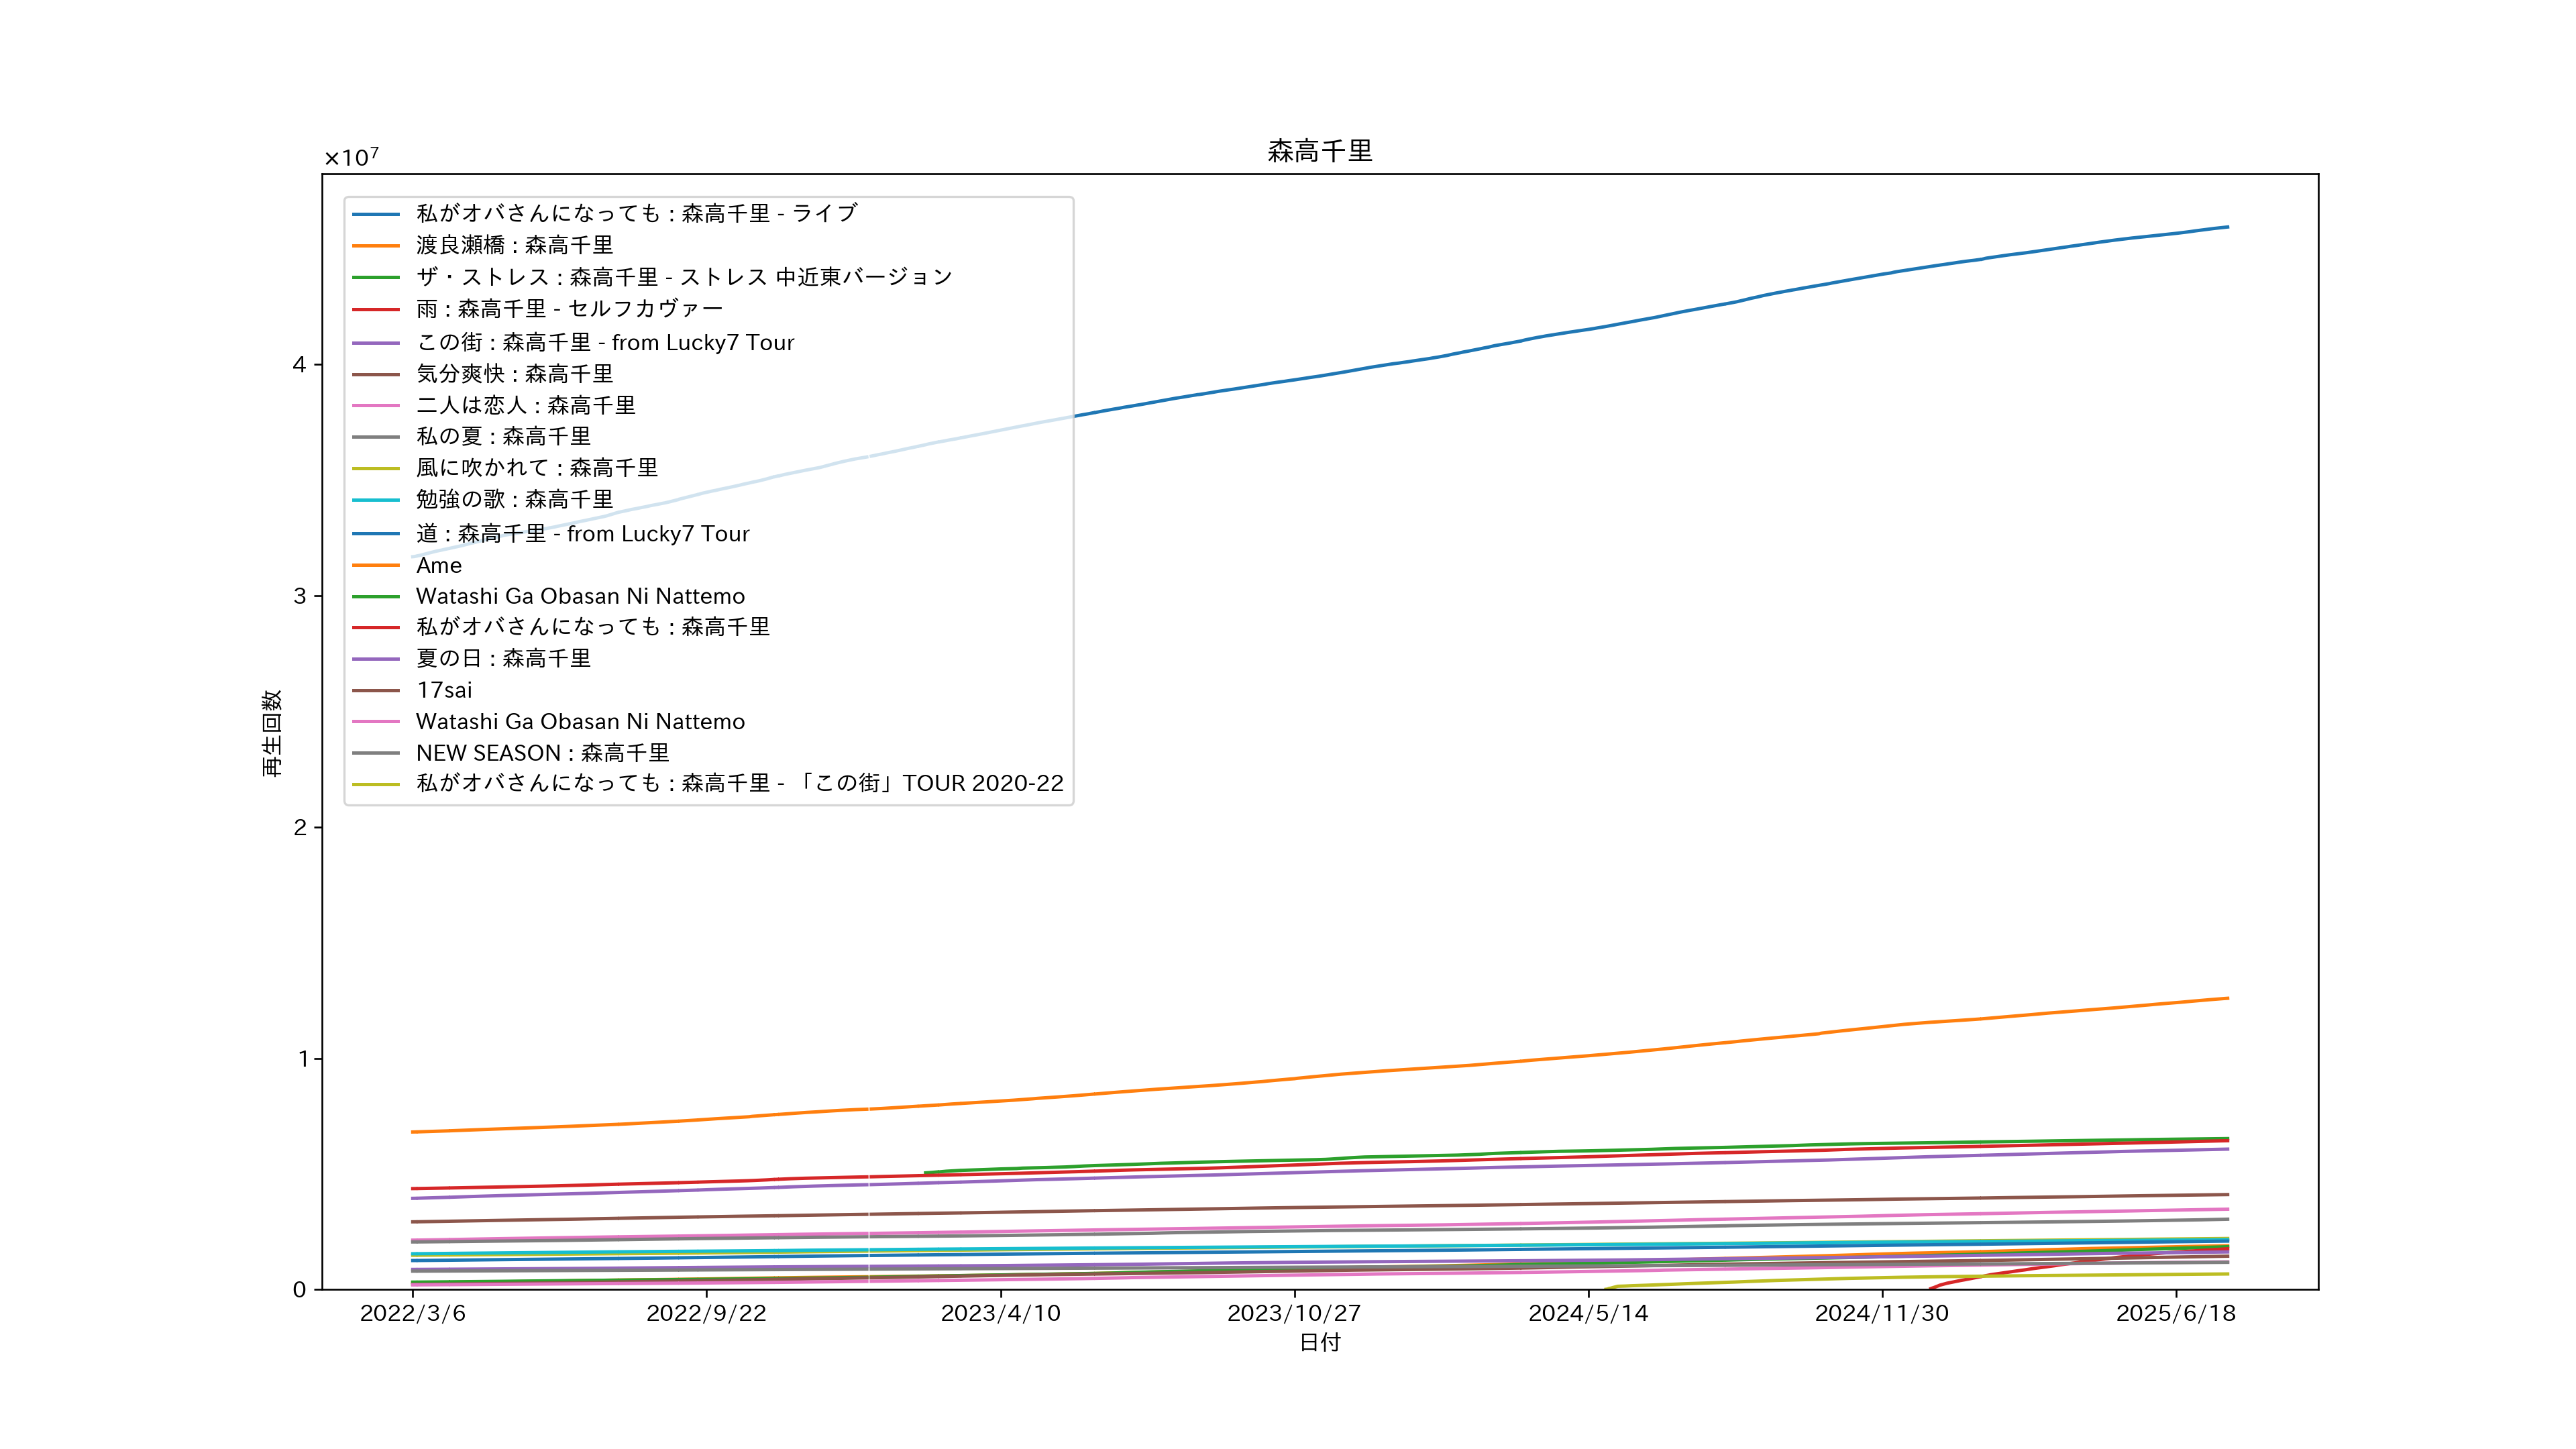 森高千里
×10⁷
私がオバさんになっても : 森高千里 - ライブ
渡良瀬橋 : 森高千里
ザ・ストレス : 森高千里 - ストレス 中近東バージョン
雨 : 森高千里 - セルフカヴァー
この街 : 森高千里 - from Lucky7 Tour
気分爽快 : 森高千里
二人は恋人 : 森高千里
私の夏 : 森高千里
風に吹かれて : 森高千里
勉強の歌 : 森高千里
道 : 森高千里 - from Lucky7 Tour
Ame
Watashi Ga Obasan Ni Nattemo
私がオバさんになっても : 森高千里
夏の日 : 森高千里
17sai
Watashi Ga Obasan Ni Nattemo
NEW SEASON : 森高千里
私がオバさんになっても : 森高千里 - 「この街」TOUR 2020-22
4
3
2
1
0
再生回数
2022/3/6 2022/9/22 2023/4/10 2023/10/27 2024/5/14 2024/11/30 2025/6/18
日付